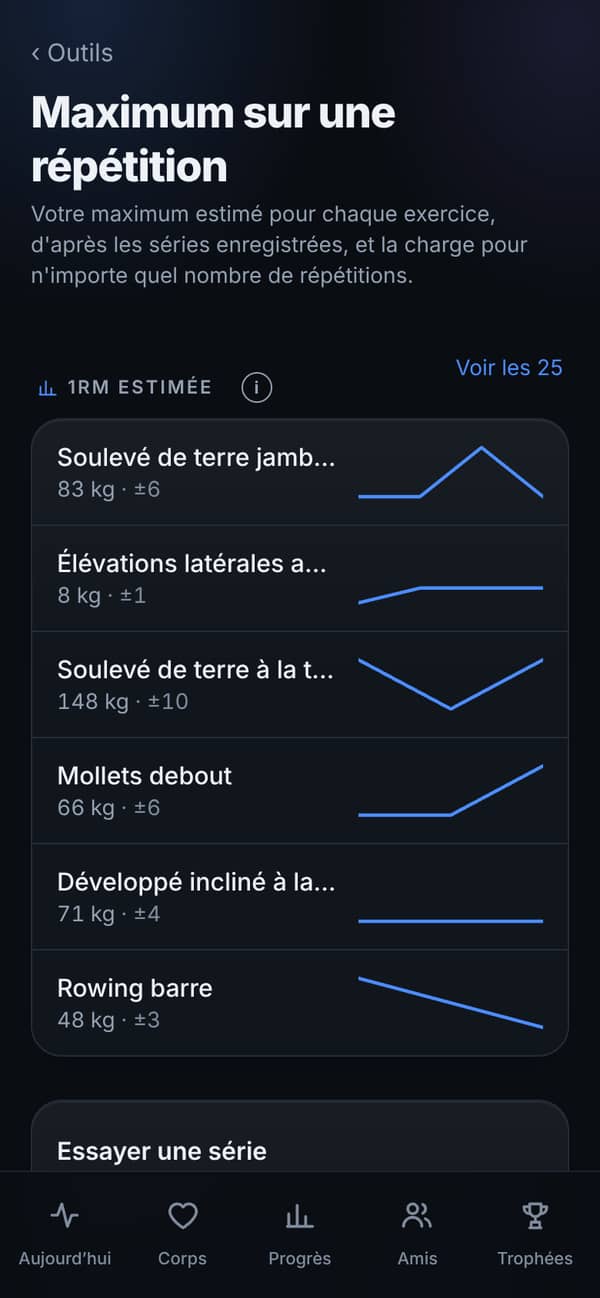 ‹ Outils
Maximum sur une
répétition
Votre maximum estimé pour chaque exercice,
d'après les séries enregistrées, et la charge pour
n'importe quel nombre de répétitions.
Voir les 25
1RM ESTIMÉE
Soulevé de terre jamb...
83 kg · ±6
Élévations latérales a...
8 kg · ±1
Soulevé de terre à la t...
148 kg · ±10
Mollets debout
66 kg · ±6
Développé incliné à la...
71 kg · ±4
Rowing barre
48 kg · ±3
Essayer une série
Aujourd'hui Corps Progrès Amis Trophées